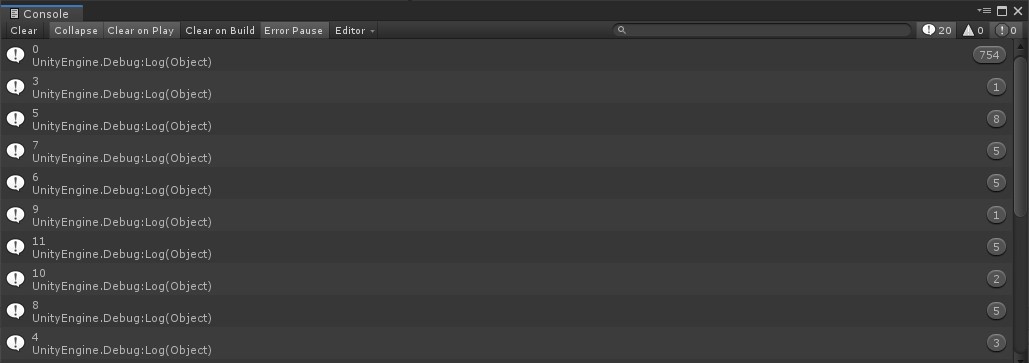 Console
Clear Collapse Clear on Play Clear on Build Error Pause Editor 20 0 0
0
UnityEngine.Debug:Log(Object) 754
3
UnityEngine.Debug:Log(Object) 1
5
UnityEngine.Debug:Log(Object) 8
7
UnityEngine.Debug:Log(Object) 5
6
UnityEngine.Debug:Log(Object) 5
9
UnityEngine.Debug:Log(Object) 1
11
UnityEngine.Debug:Log(Object) 5
10
UnityEngine.Debug:Log(Object) 2
8
UnityEngine.Debug:Log(Object) 5
4
UnityEngine.Debug:Log(Object) 3